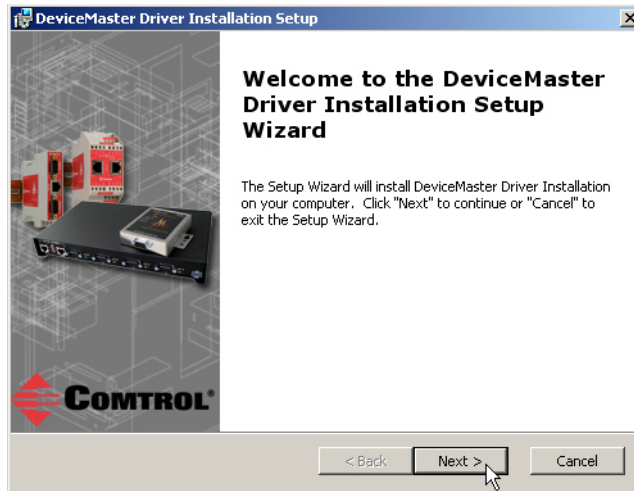 DeviceMaster Driver Installation Setup
Welcome to the DeviceMaster
Driver Installation Setup
Wizard
The Setup Wizard will install DeviceMaster Driver Installation
on your computer. Click "Next" to continue or "Cancel" to
exit the Setup Wizard.
COMTROL®
< Back
Next >
Cancel